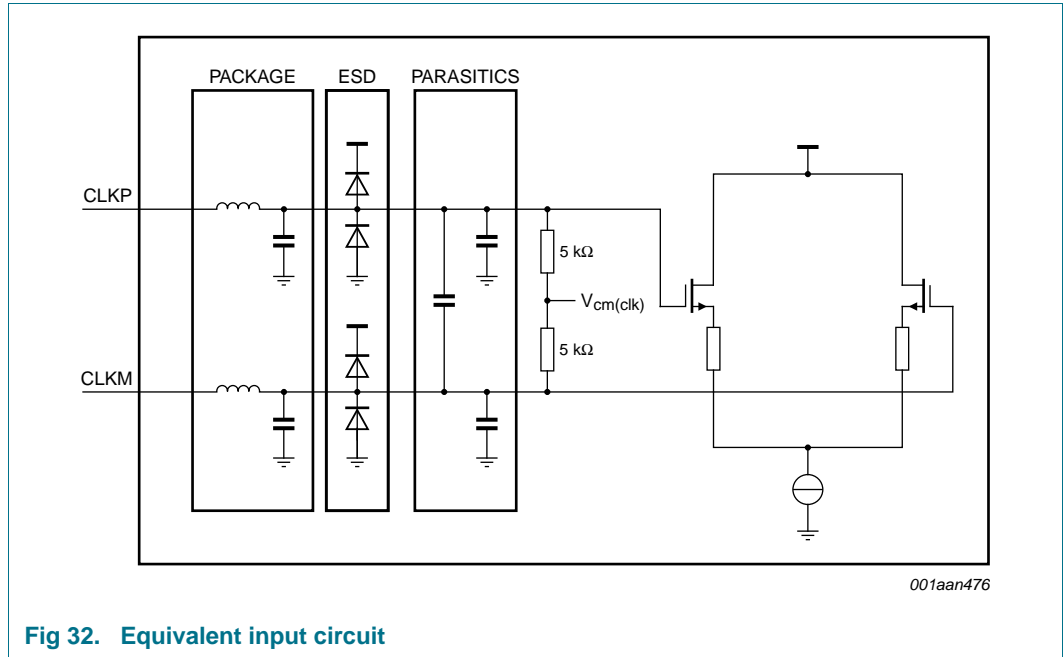 PACKAGE ESD PARASITICS
CLKP
5 kΩ
Vcm(clk)
5 kΩ
CLKM
001aan476
Fig 32. Equivalent input circuit